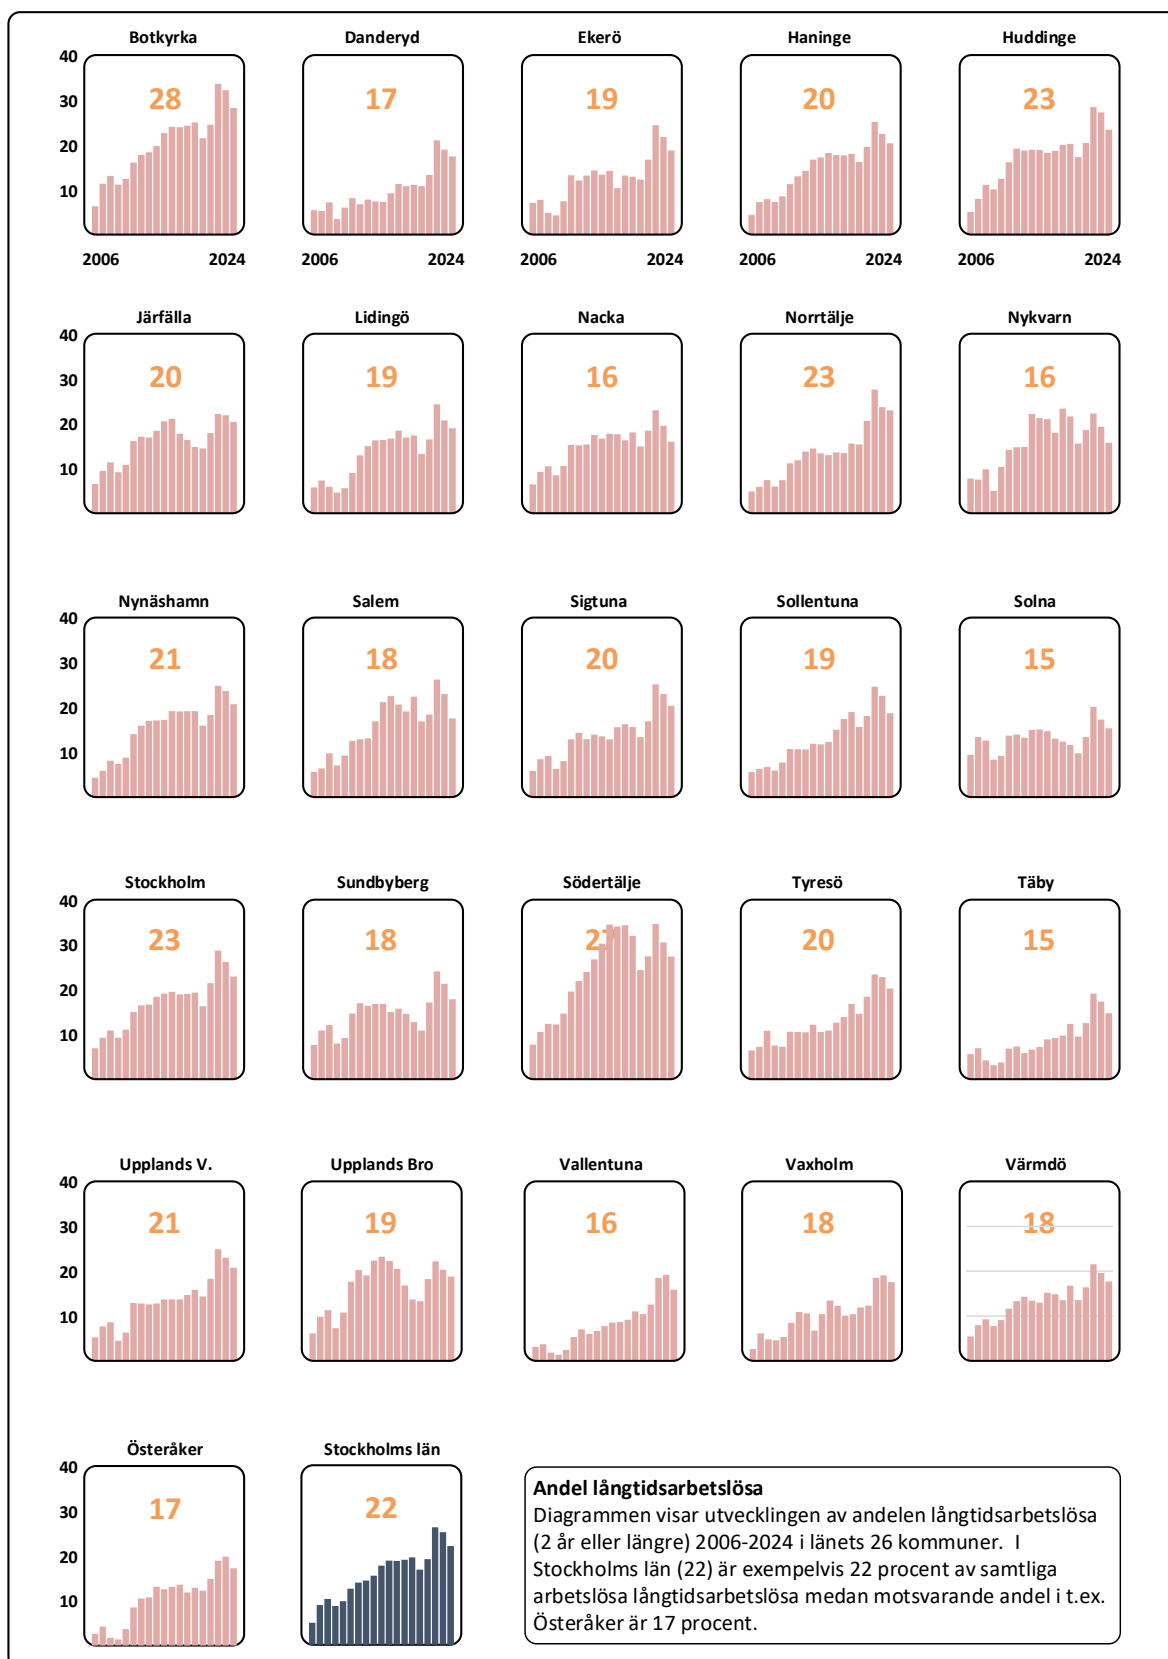 Botkyrka Danderyd Ekerö Haninge Huddinge
40
28 17 19 20 23
30
20
10
2006 2024 2006 2024 2006 2024 2006 2024 2006 2024
Järfälla Lidingö Nacka Norrtälje Nykvarn
40
20 19 16 23 16
30
20
10
Nynäshamn Salem Sigtuna Sollentuna Solna
40
21 18 20 19 15
30
20
10
Stockholm Sundbyberg Södertälje Tyresö Täby
40
23 18 27 20 15
30
20
10
Upplands V. Upplands Bro Vallentuna Vaxholm Värmdö
40
21 19 16 18 18
30
20
10
Österåker Stockholms län
40
17 22
30
20
10
Andel långtidsarbetslösa
Diagrammen visar utvecklingen av andelen långtidsarbetslösa
(2 år eller längre) 2006-2024 i länets 26 kommuner. I
Stockholms län (22) är exempelvis 22 procent av samtliga
arbetslösa långtidsarbetslösa medan motsvarande andel i t.ex.
Österåker är 17 procent.